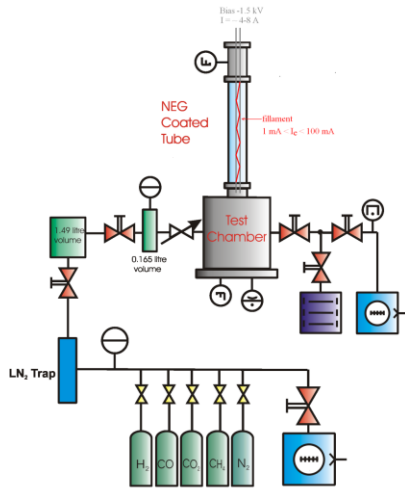 Bias -1.5 kV
I = ~ 4-8 A
NEG
Coated
Tube
fillament
1 mA < Ie < 100 mA
1.49 litre
volume
0.165 litre
volume
Test
Chamber
LN₂ Trap
H₂
CO
CO₂
CH₄
N₂